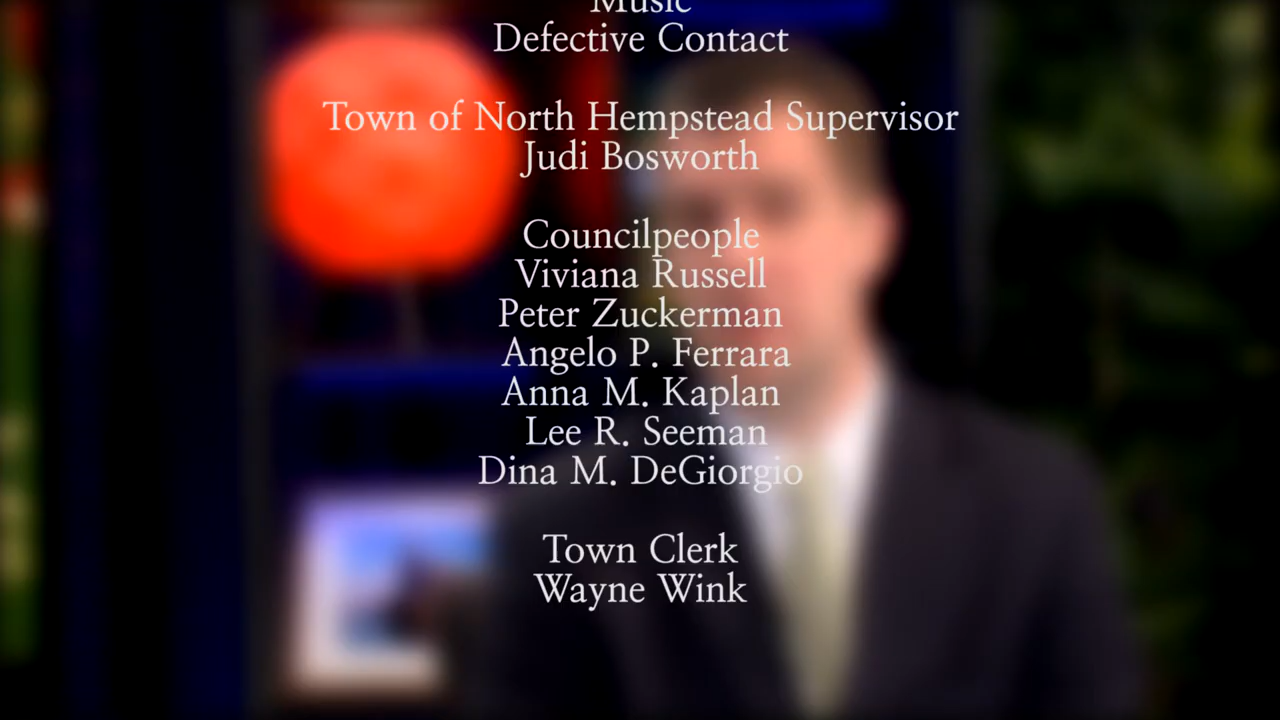 Music
Defective Contact
Town of North Hempstead Supervisor
Judi Bosworth
Councilpeople
Viviana Russell
Peter Zuckerman
Angelo P. Ferrara
Anna M. Kaplan
Lee R. Seeman
Dina M. DeGiorgio
Town Clerk
Wayne Wink